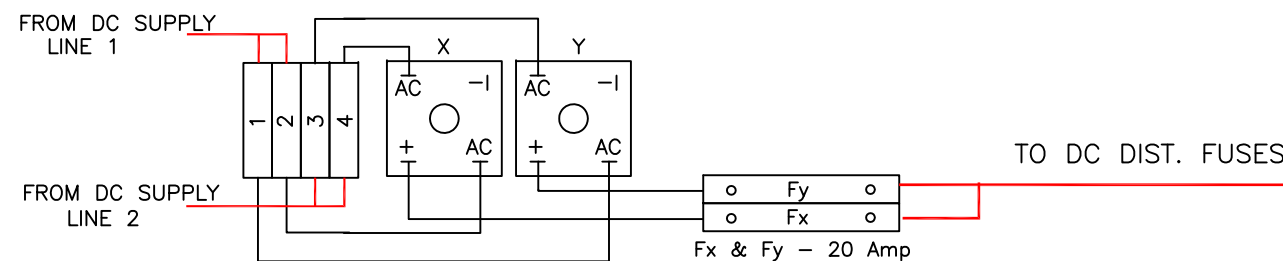 FROM DC SUPPLY
LINE 1
X
Y
AC
-
AC
-
1
2
3
4
+
AC
+
AC
FROM DC SUPPLY
LINE 2
TO DC DIST. FUSES
Fy
Fx
Fx & Fy - 20 Amp